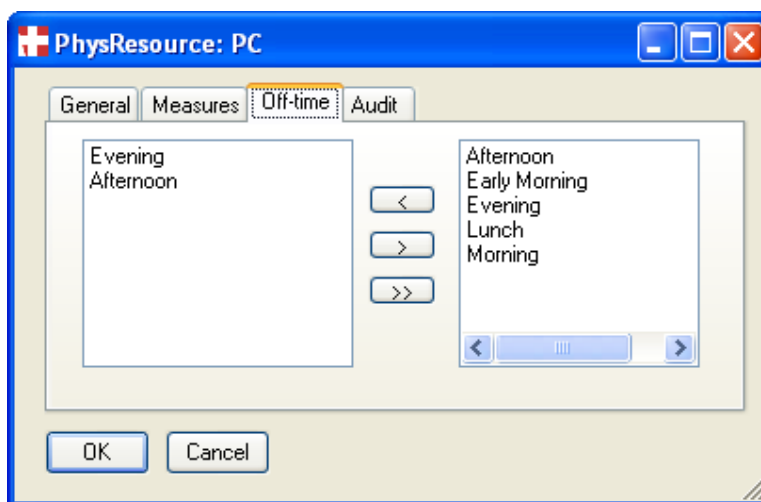 PhysResource: PC
General Measures Off-time Audit
Evening
Afternoon
<
>
>>
Afternoon
Early Morning
Evening
Lunch
Morning
OK Cancel